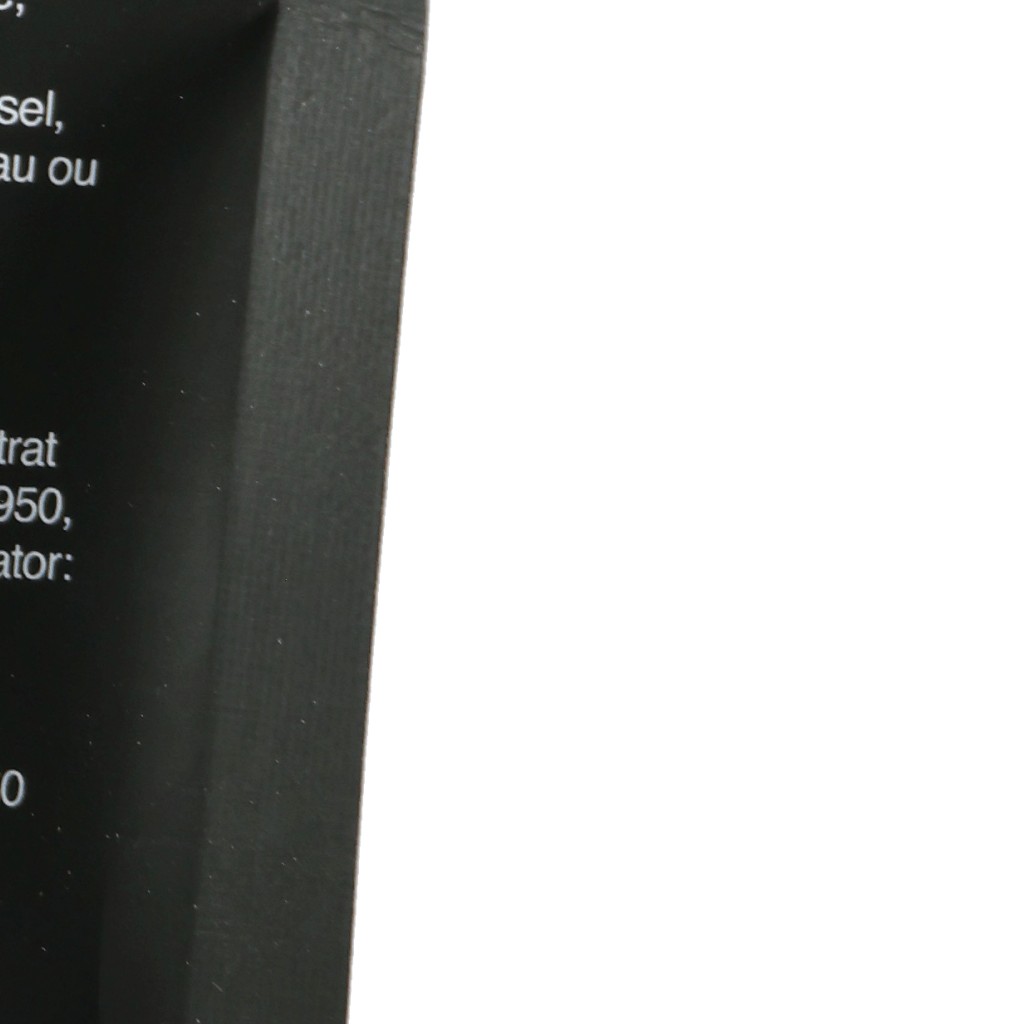 sel,
au ou
trat
950,
ator:
0